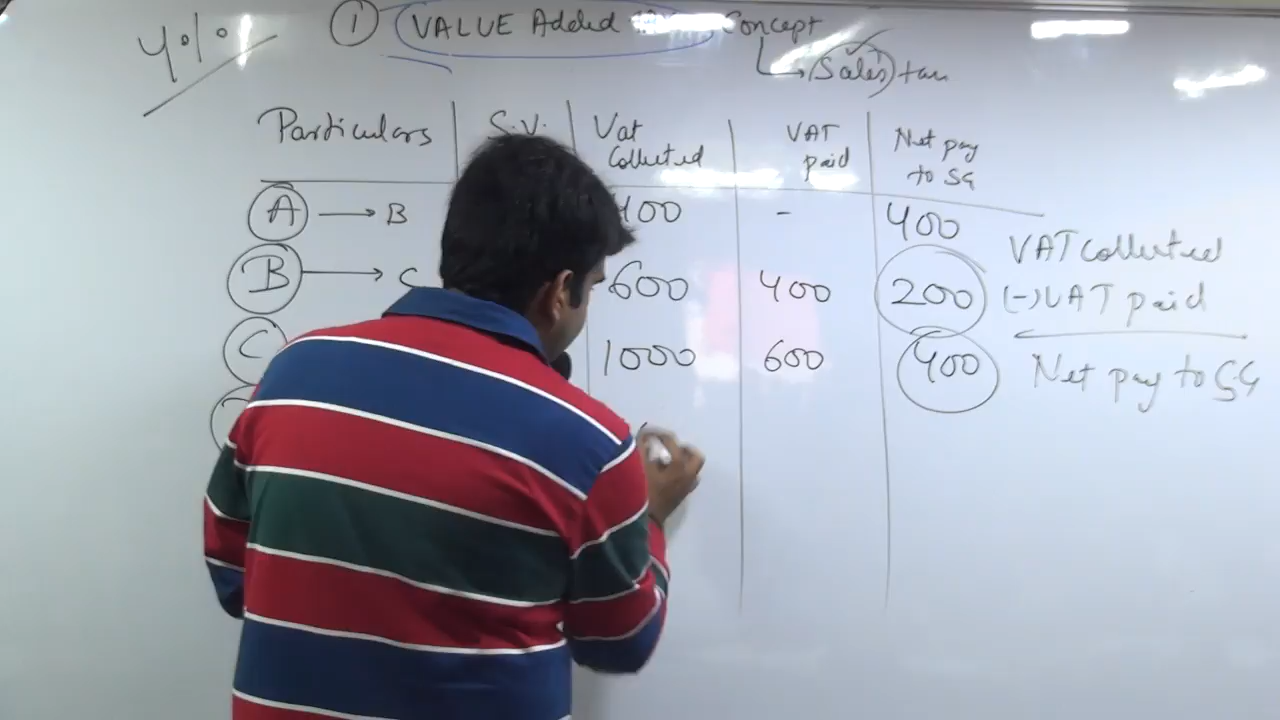 4%
① VALUE Added Concept
(Sales) tax
Particulars S.V. Vat Collected VAT paid Net pay to SG
A → B 400 - 400
B → C 600 400 200
C 1000 600 400
VAT collected
(-) VAT paid
Net pay to SG